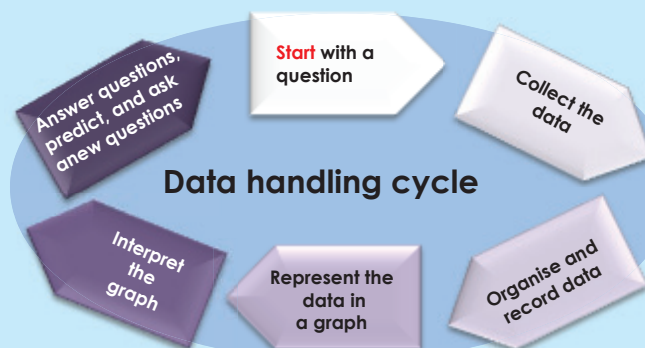 Start with a
question
Collect the
data
Organise and
record data
Represent the
data in
a graph
Interpret
the
graph
Answer questions,
predict, and ask
anew questions
Data handling cycle